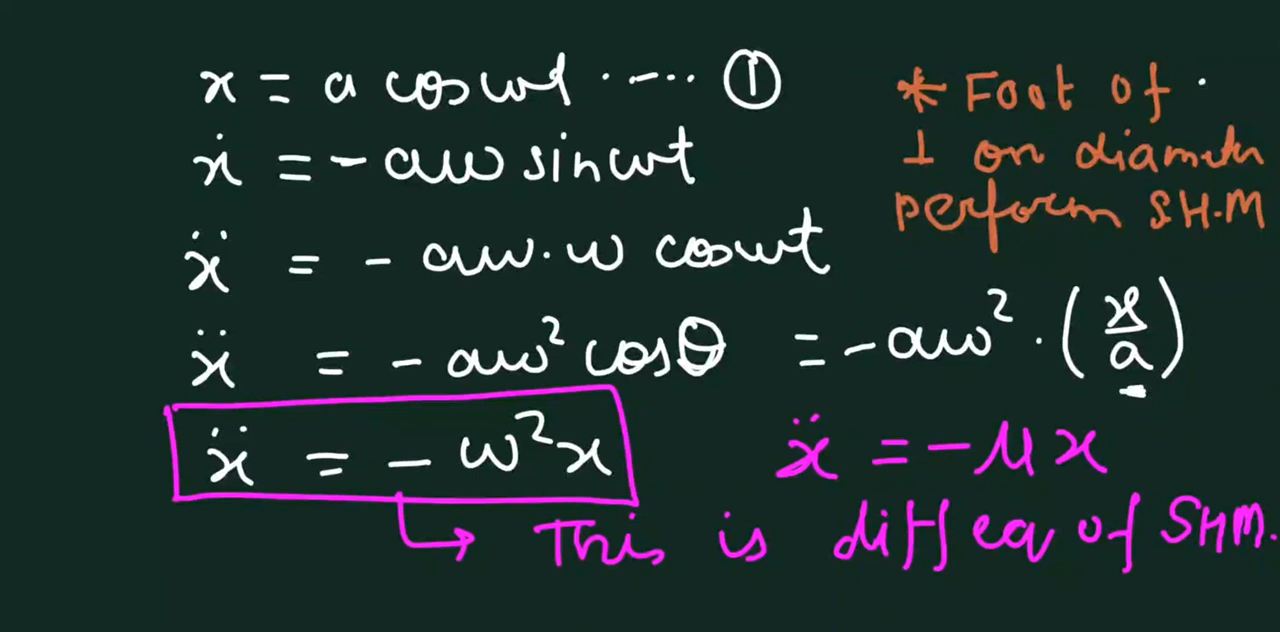 x = a cos ωt ..... ①
ẋ = - aω sin ωt
ẍ = - aω · ω cos ωt
ẍ = - aω² cosθ = - aω² · (x/a)
ẍ = - ω²x
ẍ = - μx
This is diff eq of SHM.
* Foot of
⊥ on diameter
perform S.H.M